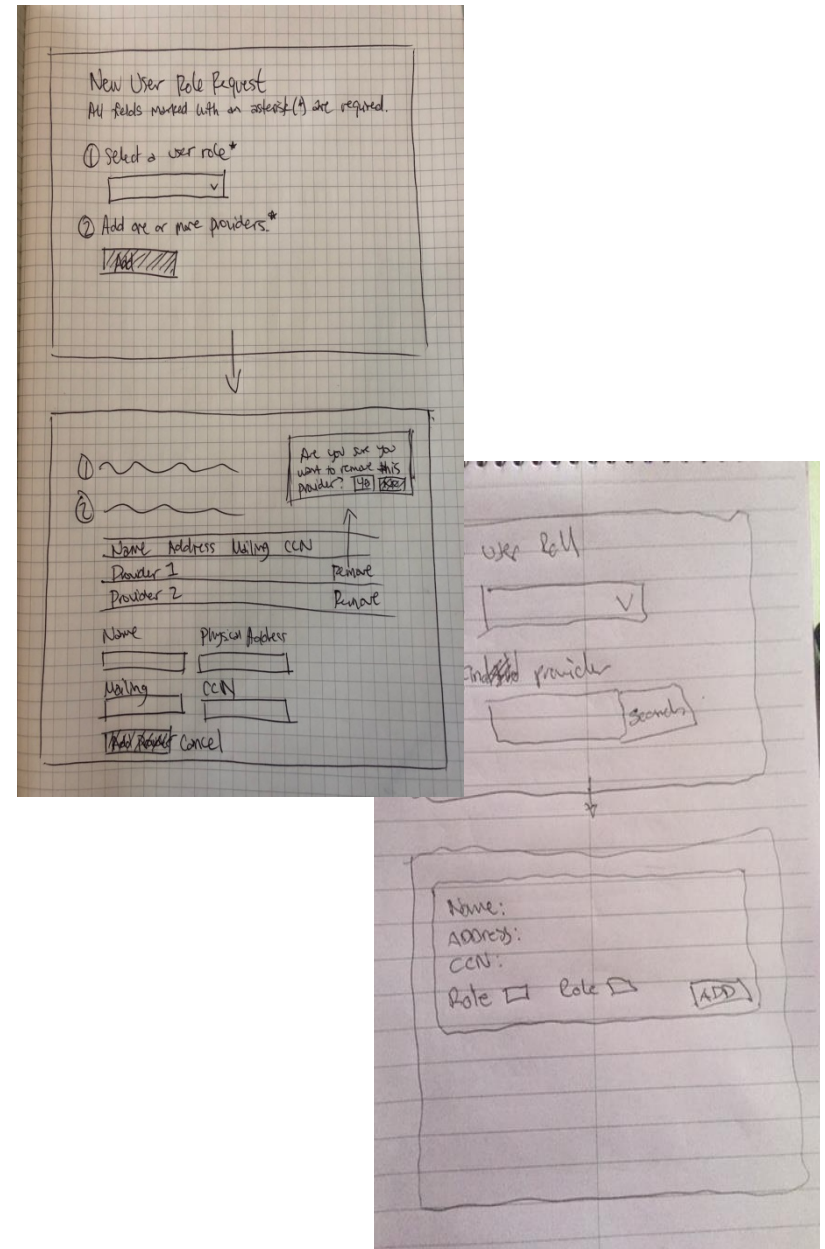 New User Role Request
All fields marked with an asterisk (*) are required.
① Select a user role*
② Add one or more providers.*
Add
①
②
Are you sure you
want to remove this
provider? Yes
Name Address Mailing CCN
Provider 1 Remove
Provider 2 Remove
Name Physical Address
Mailing CCN
Add Provider Cancel
user Roll
provider
Search
Name:
ADDress:
CCN:
Role Role ADD